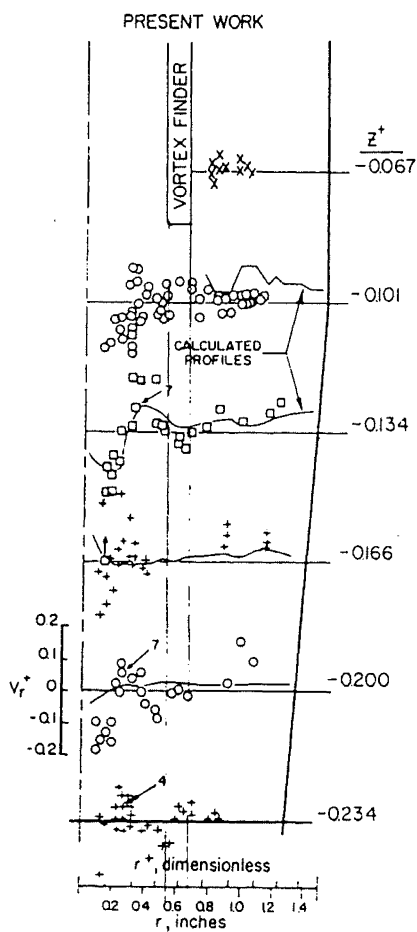 PRESENT WORK
VORTEX FINDER
Z+
-0.067
-0.101
CALCULATED
PROFILES
7
-0.134
-0.166
0.2
0.1
Vr+
0
-0.1
-0.2
7
-0.200
4
-0.234
r+, dimensionless
0.2 0.4 0.6 0.8 1.0 1.2 1.4
r, inches